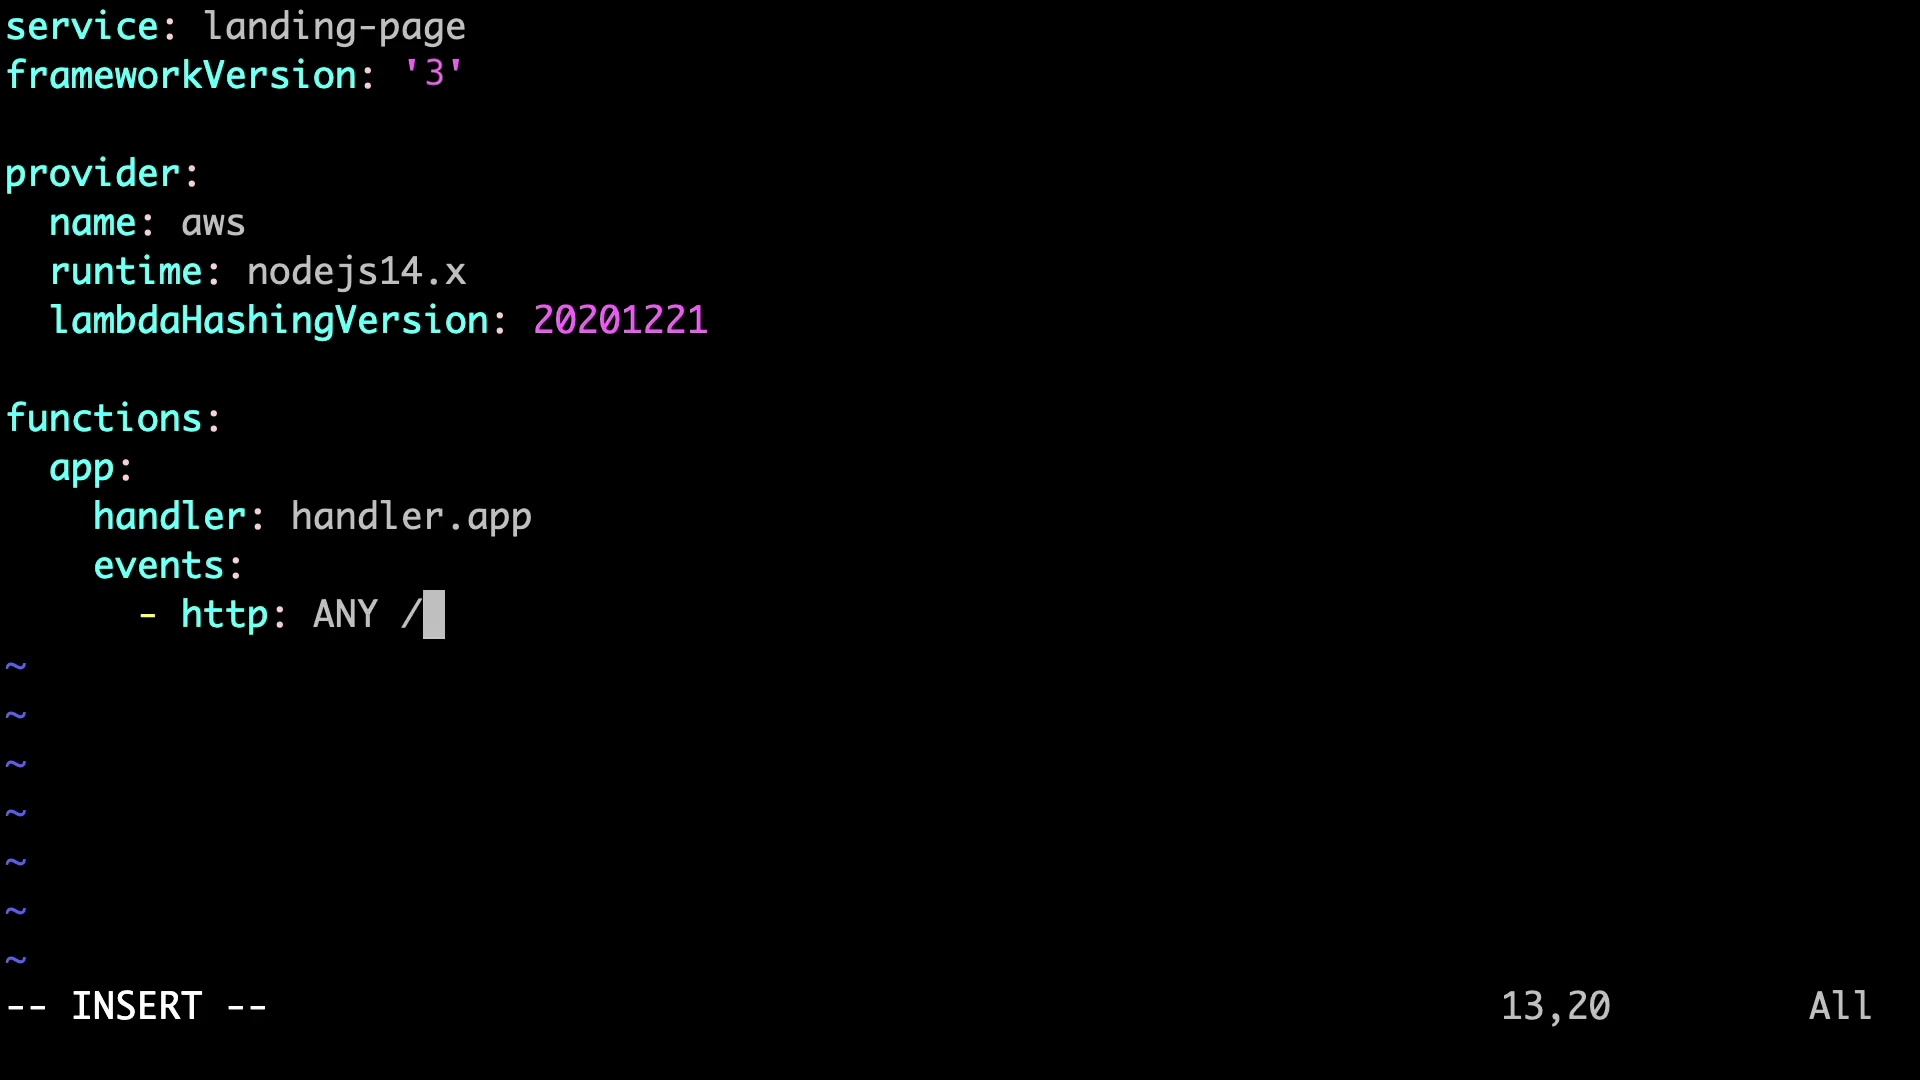 service: landing-page
frameworkVersion: '3'
provider:
  name: aws
  runtime: nodejs14.x
  lambdaHashingVersion: 20201221
functions:
  app:
    handler: handler.app
    events:
      - http: ANY /
~
~
~
~
~
~
~
-- INSERT -- 13,20 All